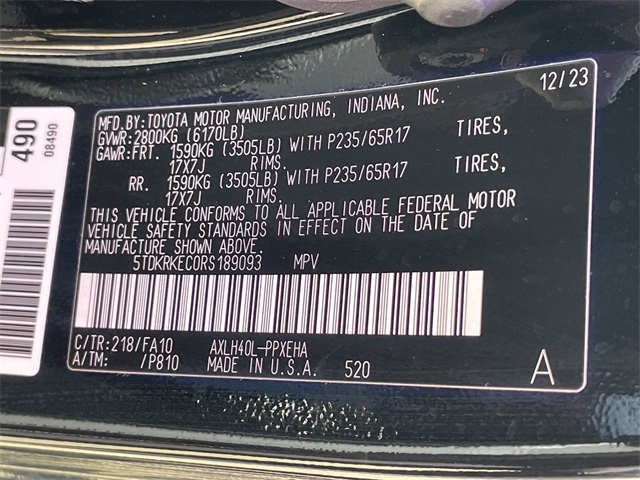 12/23
MFD.BY:TOYOTA MOTOR MANUFACTURING, INDIANA, INC.
GVWR:2800KG (6170LB)
GAWR:FRT. 1590KG (3505LB) WITH P235/65R17 TIRES,
17X7J RIMS.
RR. 1590KG (3505LB) WITH P235/65R17 TIRES,
17X7J RIMS.
THIS VEHICLE CONFORMS TO ALL APPLICABLE FEDERAL MOTOR
VEHICLE SAFETY STANDARDS IN EFFECT ON THE DATE OF
MANUFACTURE SHOWN ABOVE.
5TDKRKEC0RS189093 MPV
C/TR:218/FA10 AXLH40L-PPXEHA
A/TM: /P810 MADE IN U.S.A. 520
A
490
08490